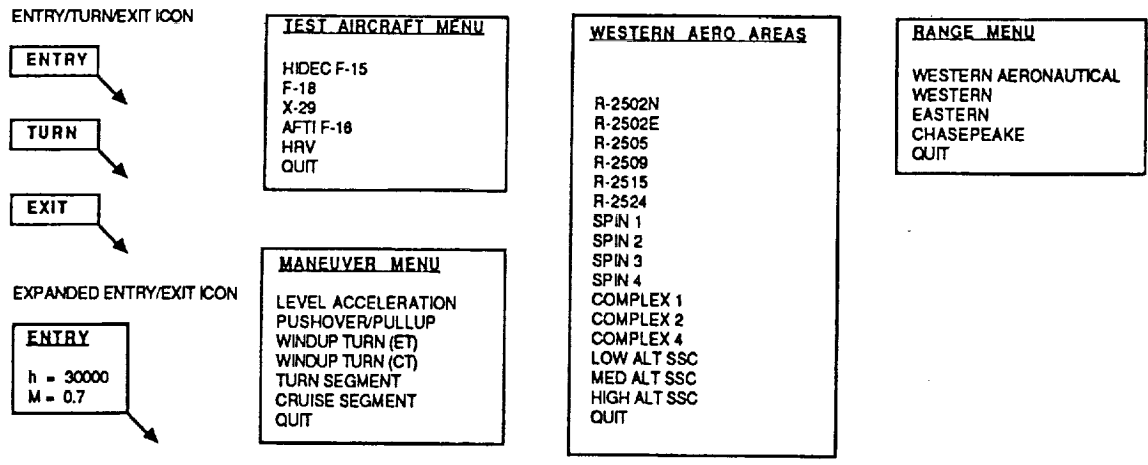 ENTRY/TURN/EXIT ICON
ENTRY
TURN
EXIT
EXPANDED ENTRY/EXIT ICON
ENTRY
h = 30000
M = 0.7
TEST AIRCRAFT MENU
HIDEC F-15
F-18
X-29
AFTI F-16
HRV
QUIT
MANEUVER MENU
LEVEL ACCELERATION
PUSHOVER/PULLUP
WINDUP TURN (ET)
WINDUP TURN (CT)
TURN SEGMENT
CRUISE SEGMENT
QUIT
WESTERN AERO AREAS
R-2502N
R-2502E
R-2505
R-2509
R-2515
R-2524
SPIN 1
SPIN 2
SPIN 3
SPIN 4
COMPLEX 1
COMPLEX 2
COMPLEX 4
LOW ALT SSC
MED ALT SSC
HIGH ALT SSC
QUIT
RANGE MENU
WESTERN AERONAUTICAL
WESTERN
EASTERN
CHASEPEAKE
QUIT